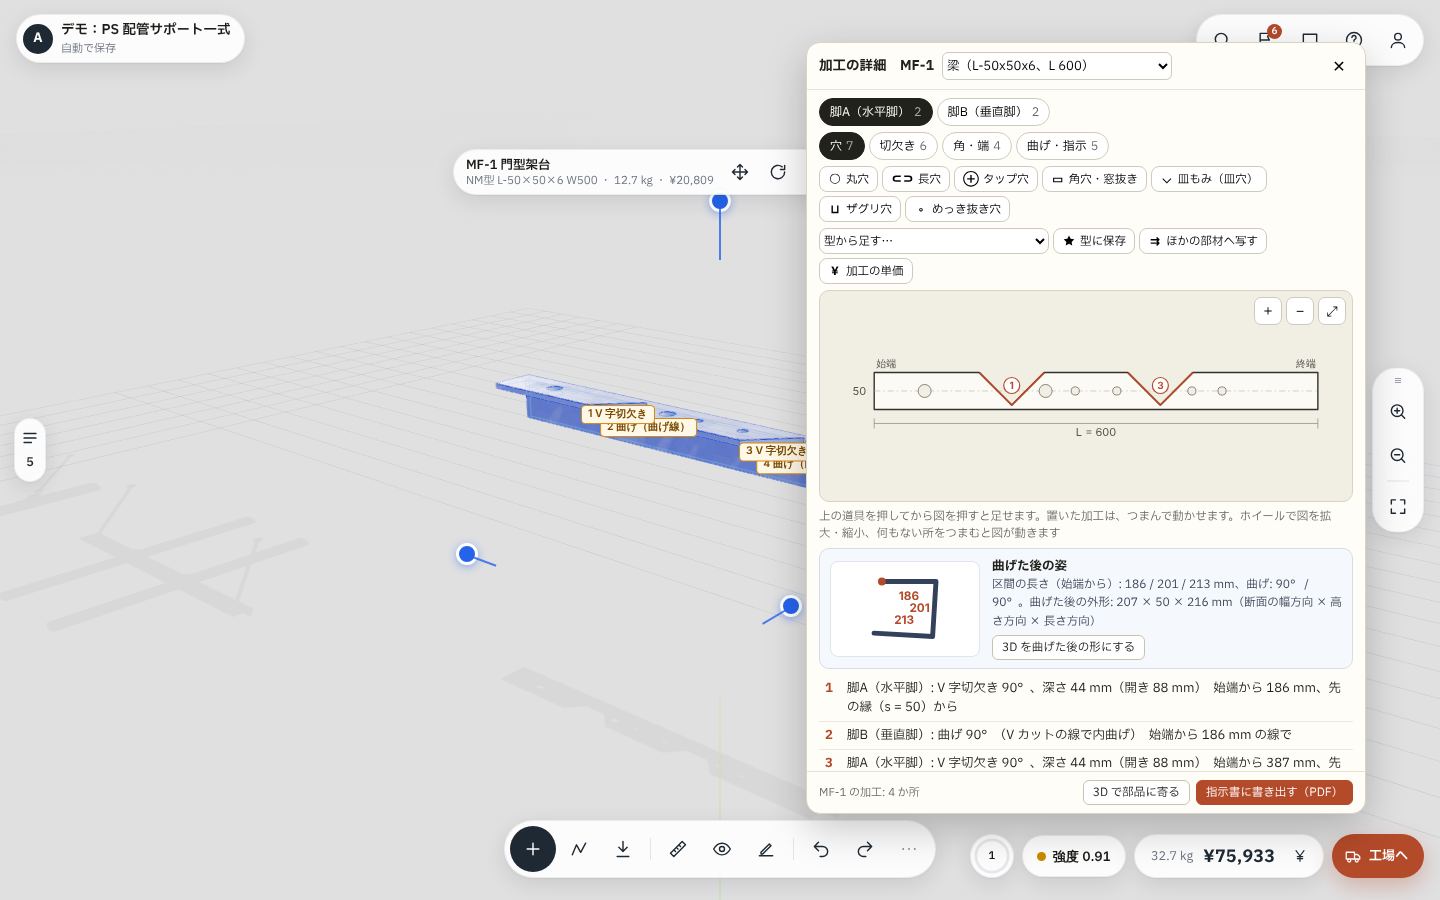 A
デモ：PS 配管サポート一式
自動で保存
6
加工の詳細 MF-1 梁（L-50x50x6、L 600）
脚A（水平脚） 2 脚B（垂直脚） 2
穴 7 切欠き 6 角・端 4 曲げ・指示 5
丸穴 長穴 タップ穴 角穴・窓抜き 皿もみ（皿穴）
ザグリ穴 めっき抜き穴
型から足す… 型に保存 ほかの部材へ写す
¥ 加工の単価
MF-1 門型架台
NM型 L-50×50×6 W500 ・ 12.7 kg ・ ¥20,809
始端 終端
50 1 3
L = 600
1 V 字切欠き
2 曲げ（曲げ線）
3 V 字切欠き
4 曲げ
5
上の道具を押してから図を押すと足せます。置いた加工は、つまんで動かせます。ホイールで図を拡
大・縮小、何もない所をつまむと図が動きます
186
201
213
曲げた後の姿
区間の長さ（始端から）: 186 / 201 / 213 mm、曲げ: 90° /
90° 。曲げた後の外形: 207 × 50 × 216 mm（断面の幅方向 × 高
さ方向 × 長さ方向）
3D を曲げた後の形にする
1 脚A（水平脚）: V 字切欠き 90° 、深さ 44 mm（開き 88 mm） 始端から 186 mm、先
の縁（s = 50）から
2 脚B（垂直脚）: 曲げ 90° （V カットの線で内曲げ） 始端から 186 mm の線で
3 脚A（水平脚）: V 字切欠き 90° 、深さ 44 mm（開き 88 mm） 始端から 387 mm、先
MF-1 の加工: 4 か所 3D で部品に寄る 指示書に書き出す（PDF）
1 強度 0.91 32.7 kg ¥75,933 ¥ 工場へ